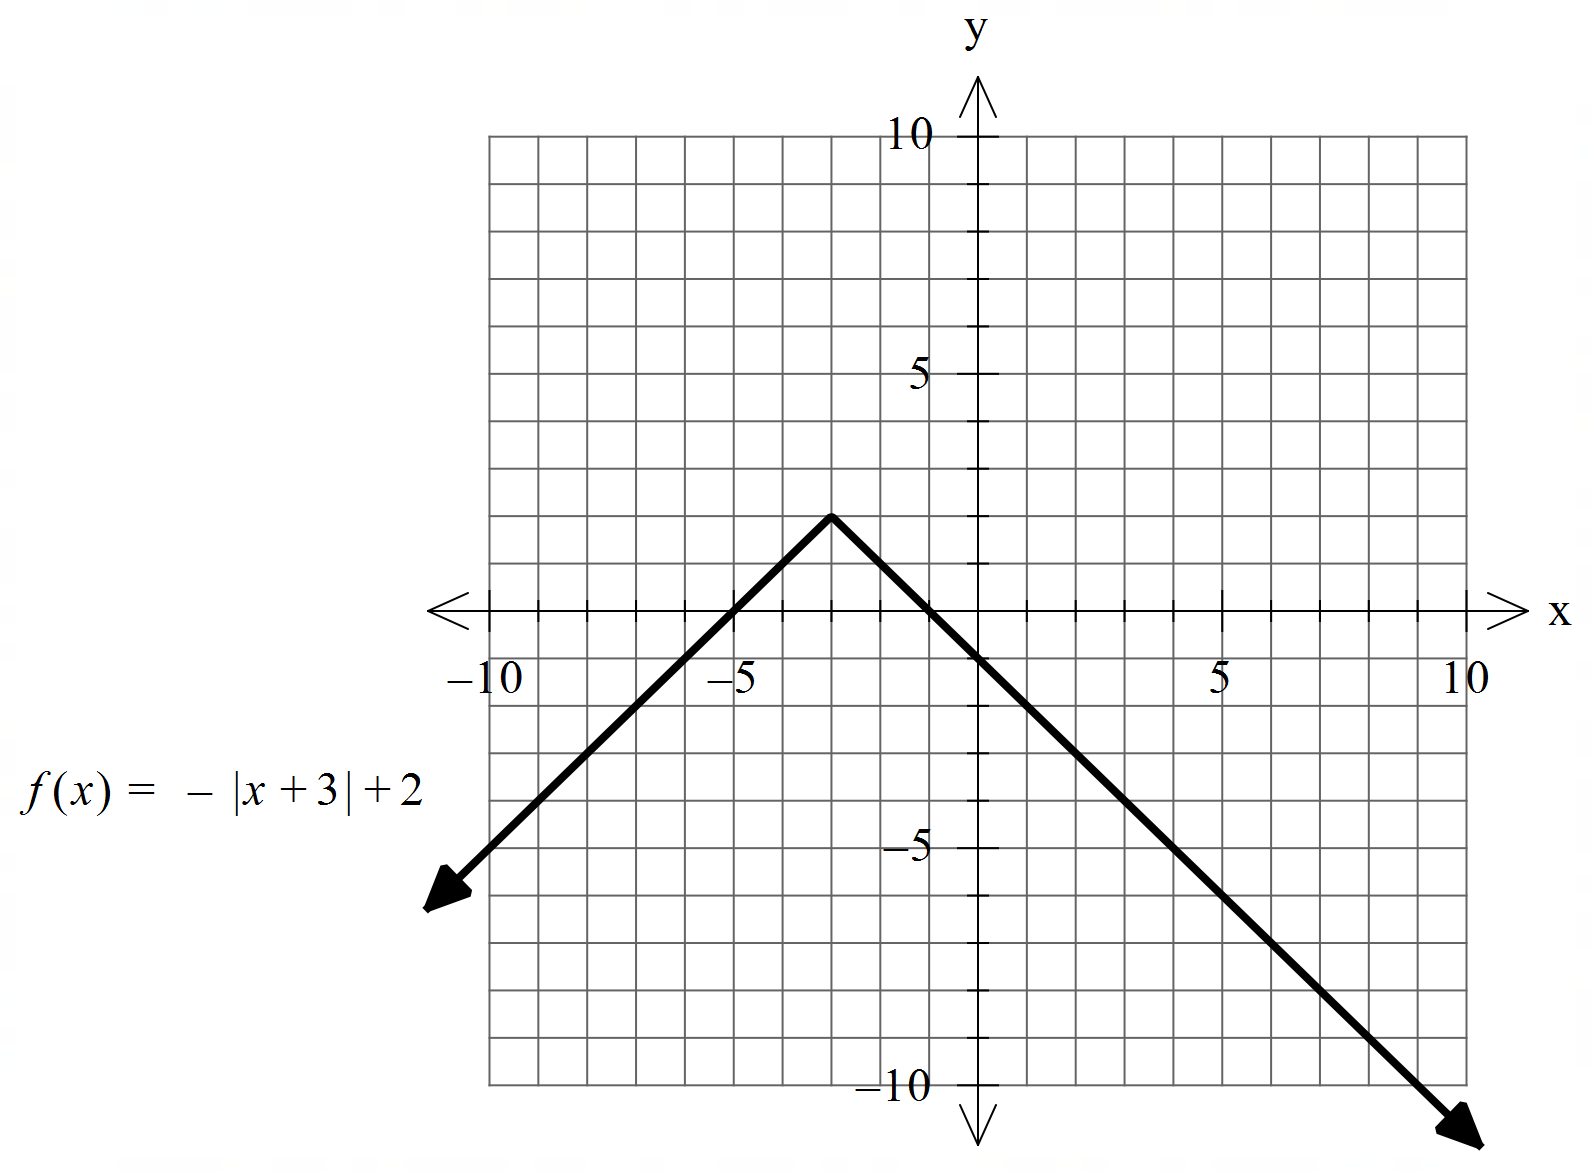 y
10
5
x
–10
–5
5
10
f(x) = – |x + 3| + 2
–5
–10